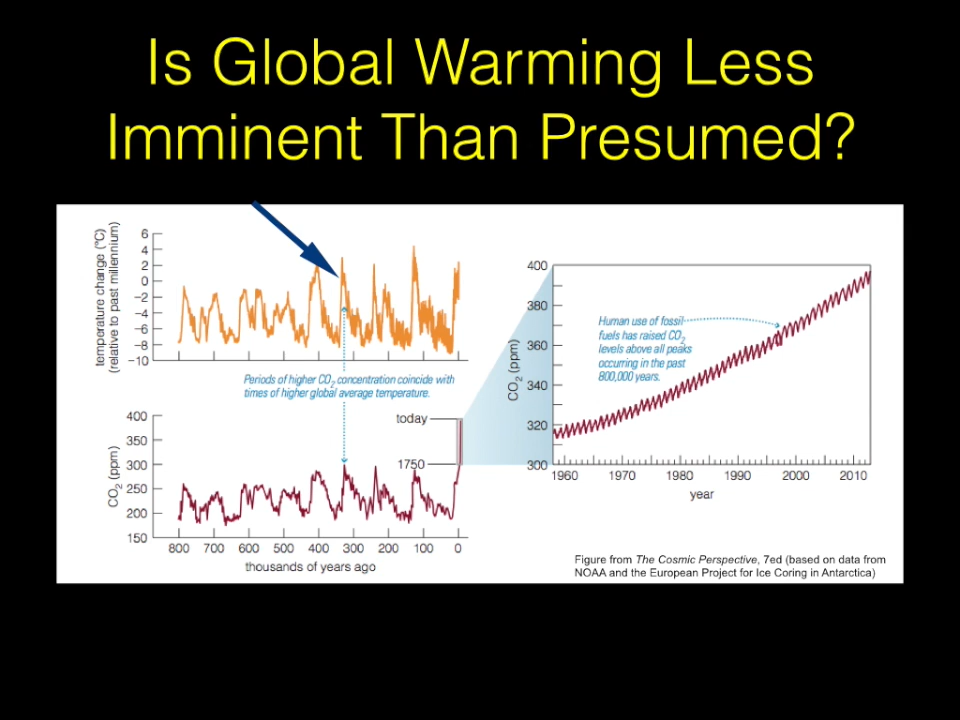 Is Global Warming Less
Imminent Than Presumed?
temperature change (°C)
(relative to past millennium)
6
4
2
0
−2
−4
−6
−8
−10
Periods of higher CO₂ concentration coincide with
times of higher global average temperature.
CO₂ (ppm)
400
350
300
250
200
150
today
1750
800 700 600 500 400 300 200 100 0
thousands of years ago
CO₂ (ppm)
400
380
360
340
320
300
Human use of fossil
fuels has raised CO₂
levels above all peaks
occurring in the past
800,000 years.
1960 1970 1980 1990 2000 2010
year
Figure from The Cosmic Perspective, 7ed (based on data from
NOAA and the European Project for Ice Coring in Antarctica)